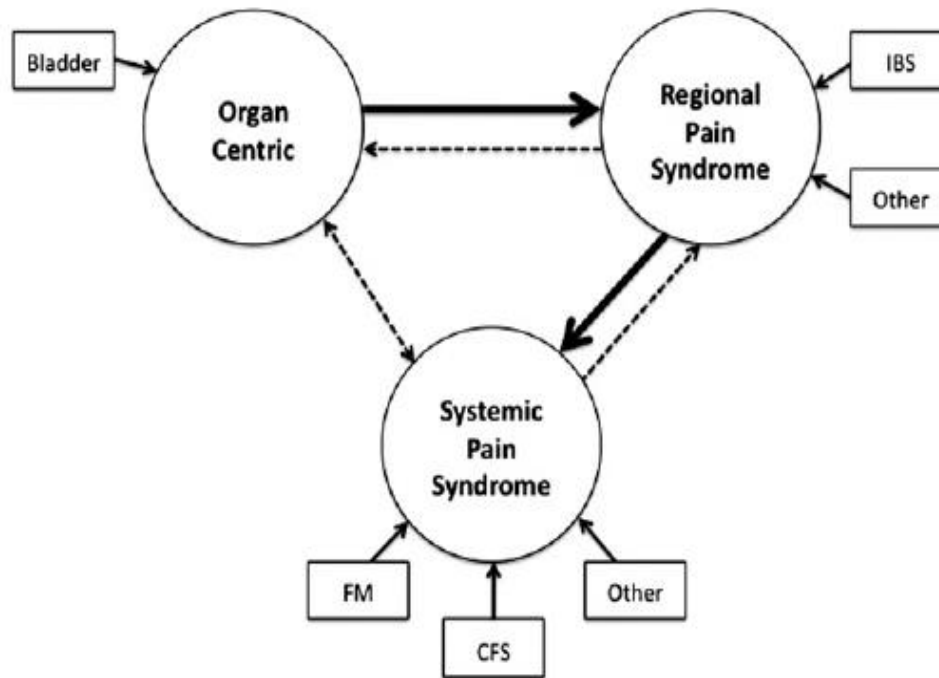 Bladder
Organ
Centric
Regional
Pain
Syndrome
IBS
Other
Systemic
Pain
Syndrome
FM
CFS
Other